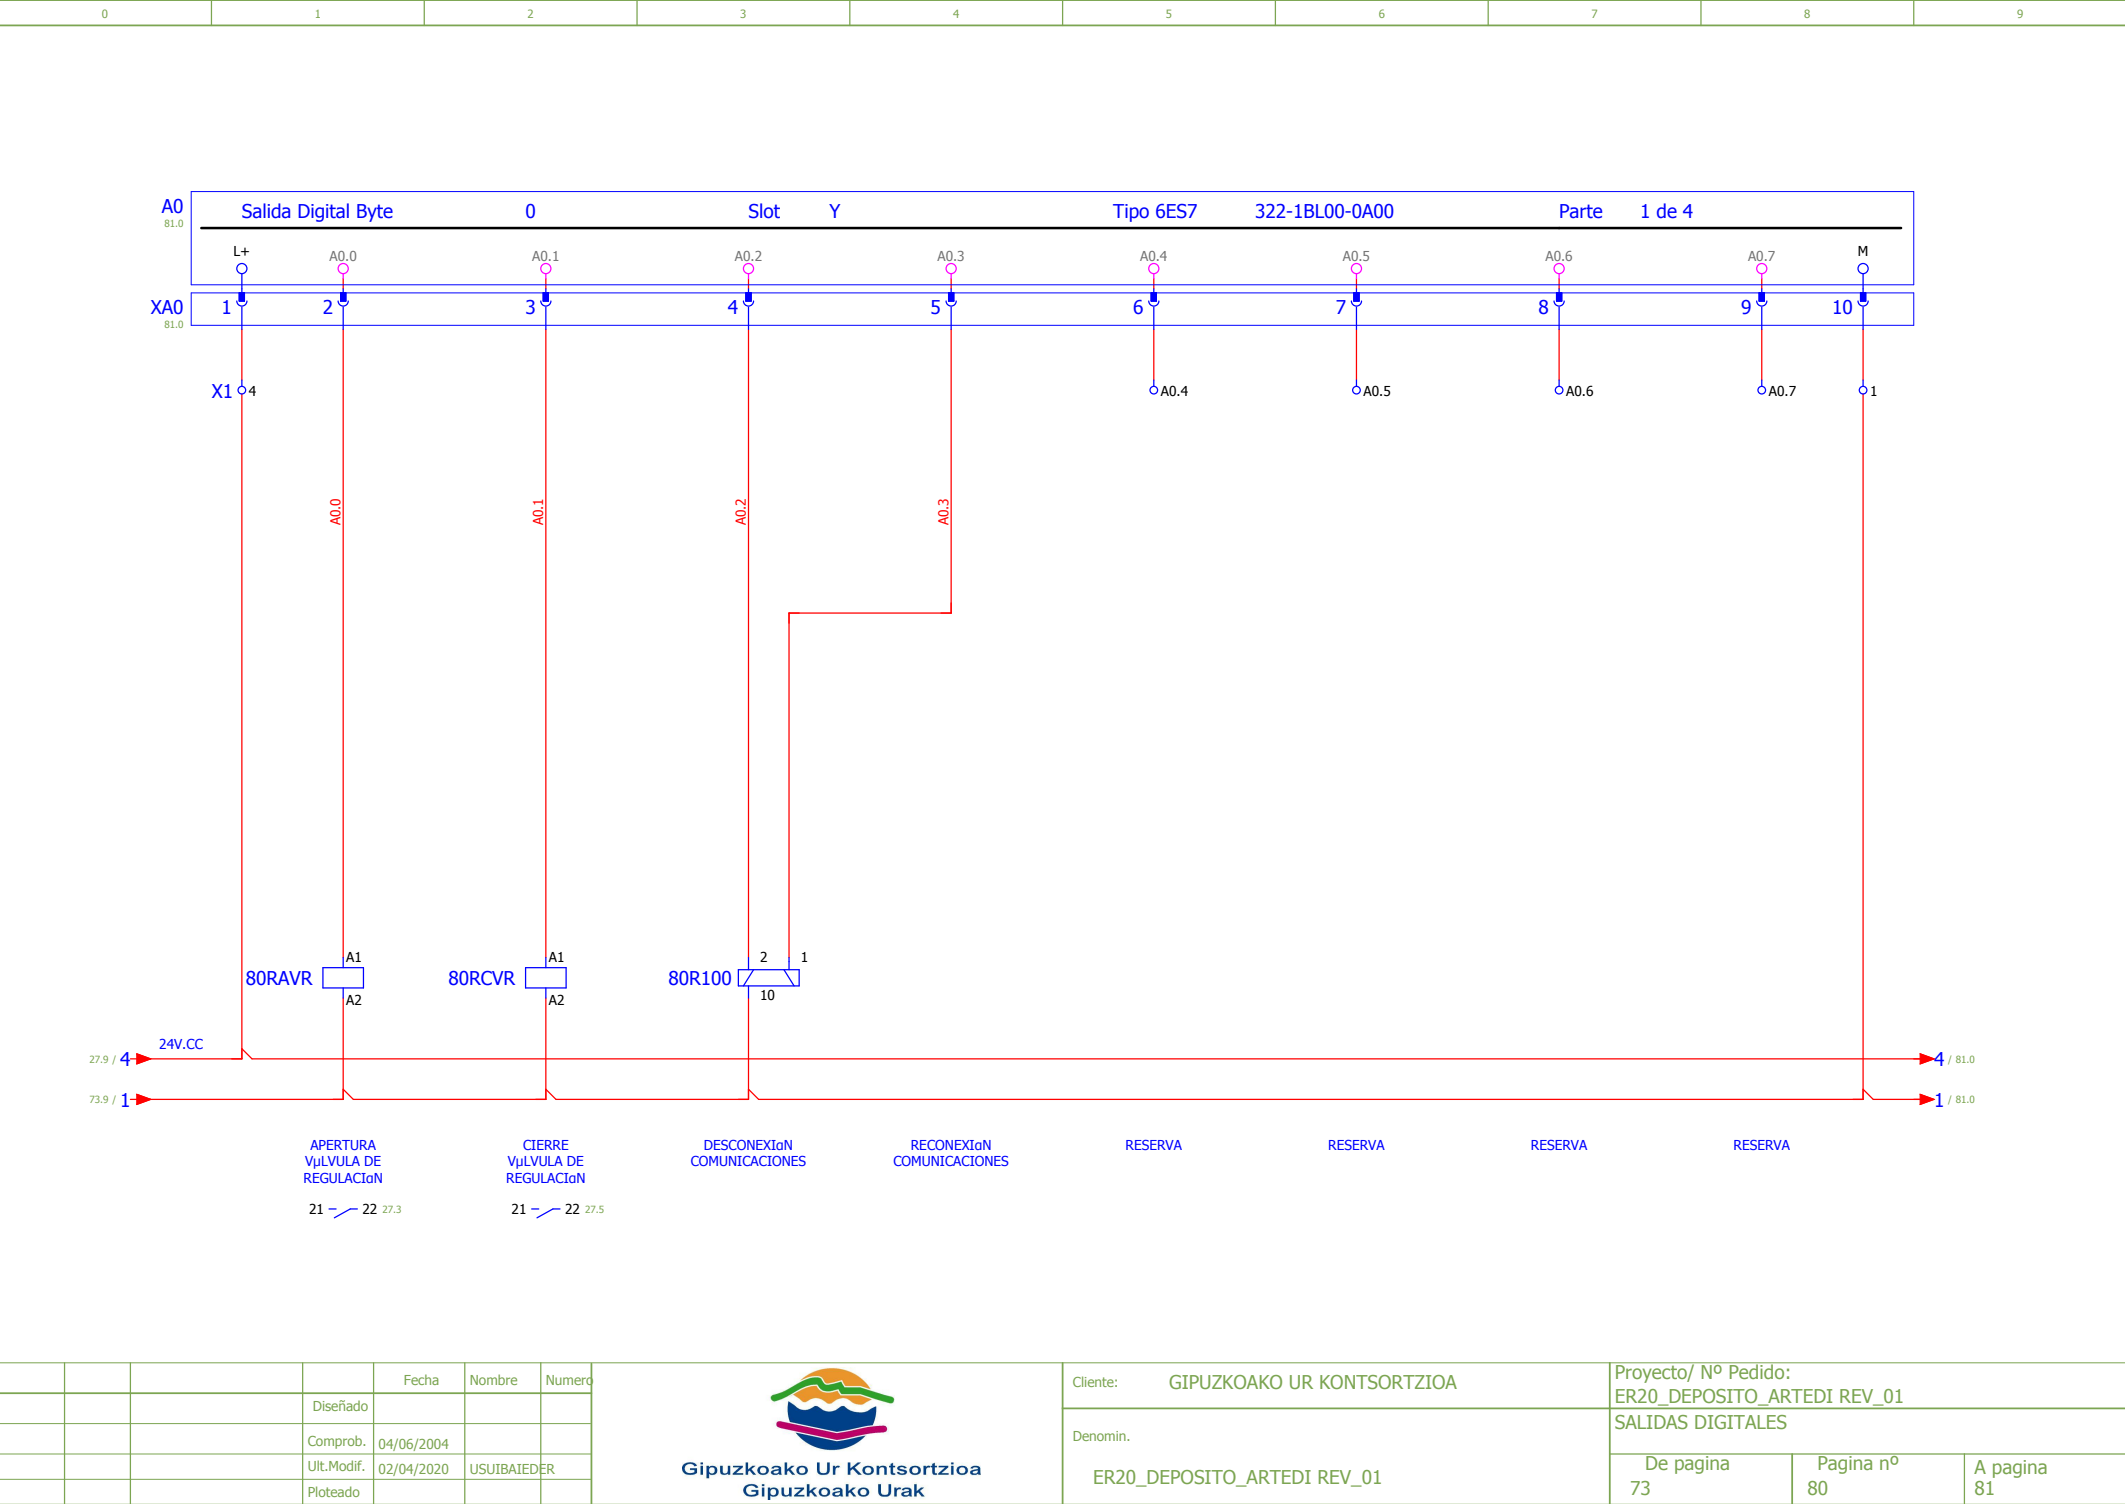 0 1 2 3 4 5 6 7 8 9
A0 Salida Digital Byte 0 Slot Y Tipo 6ES7 322-1BL00-0A00 Parte 1 de 4
81.0
L+ A0.0 A0.1 A0.2 A0.3 A0.4 A0.5 A0.6 A0.7 M
XA0 1 2 3 4 5 6 7 8 9 10
81.0
X1 4 A0.4 A0.5 A0.6 A0.7 1
A0.0 A0.1 A0.2 A0.3
A1 A1 2 1
80RAVR 80RCVR 80R100
A2 A2 10
24V.CC
27.9 / 4 4 / 81.0
73.9 / 1 1 / 81.0
APERTURA
VµLVULA DE
REGULACIαN
21 22 27.3
CIERRE
VµLVULA DE
REGULACIαN
21 22 27.5
DESCONEXIαN
COMUNICACIONES
RECONEXIαN
COMUNICACIONES
RESERVA
RESERVA
RESERVA
RESERVA
Fecha Nombre Numero
Diseñado
Comprob. 04/06/2004
Ult.Modif. 02/04/2020 USUIBAIEDER
Ploteado
Gipuzkoako Ur Kontsortzioa
Gipuzkoako Urak
Cliente: GIPUZKOAKO UR KONTSORTZIOA
Denomin.
ER20_DEPOSITO_ARTEDI REV_01
Proyecto/ Nº Pedido:
ER20_DEPOSITO_ARTEDI REV_01
SALIDAS DIGITALES
De pagina Pagina nº A pagina
73 80 81